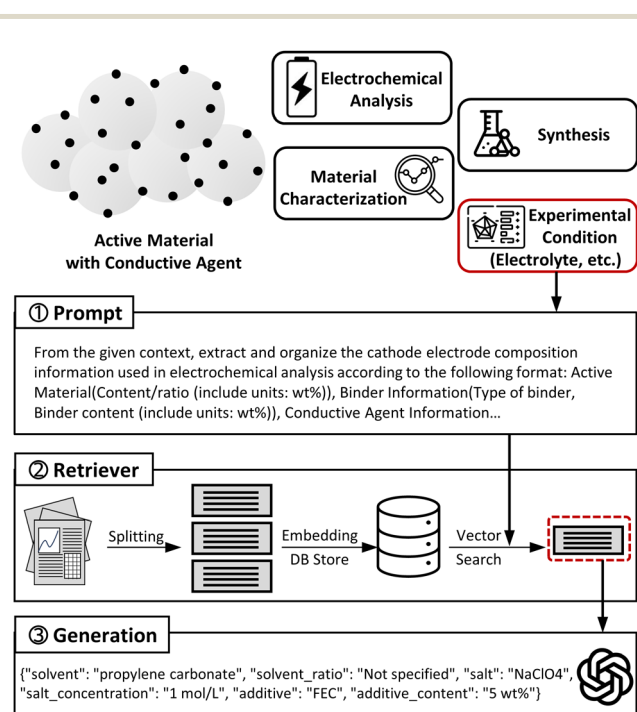 Electrochemical
Analysis
Synthesis
Material
Characterization
Active Material
with Conductive Agent
Experimental
Condition
(Electrolyte, etc.)
① Prompt
From the given context, extract and organize the cathode electrode composition
information used in electrochemical analysis according to the following format: Active
Material(Content/ratio (include units: wt%)), Binder Information(Type of binder,
Binder content (include units: wt%)), Conductive Agent Information...
② Retriever
Splitting
Embedding
DB Store
Vector
Search
③ Generation
{"solvent": "propylene carbonate", "solvent_ratio": "Not specified", "salt": "NaClO4",
"salt_concentration": "1 mol/L", "additive": "FEC", "additive_content": "5 wt%"}